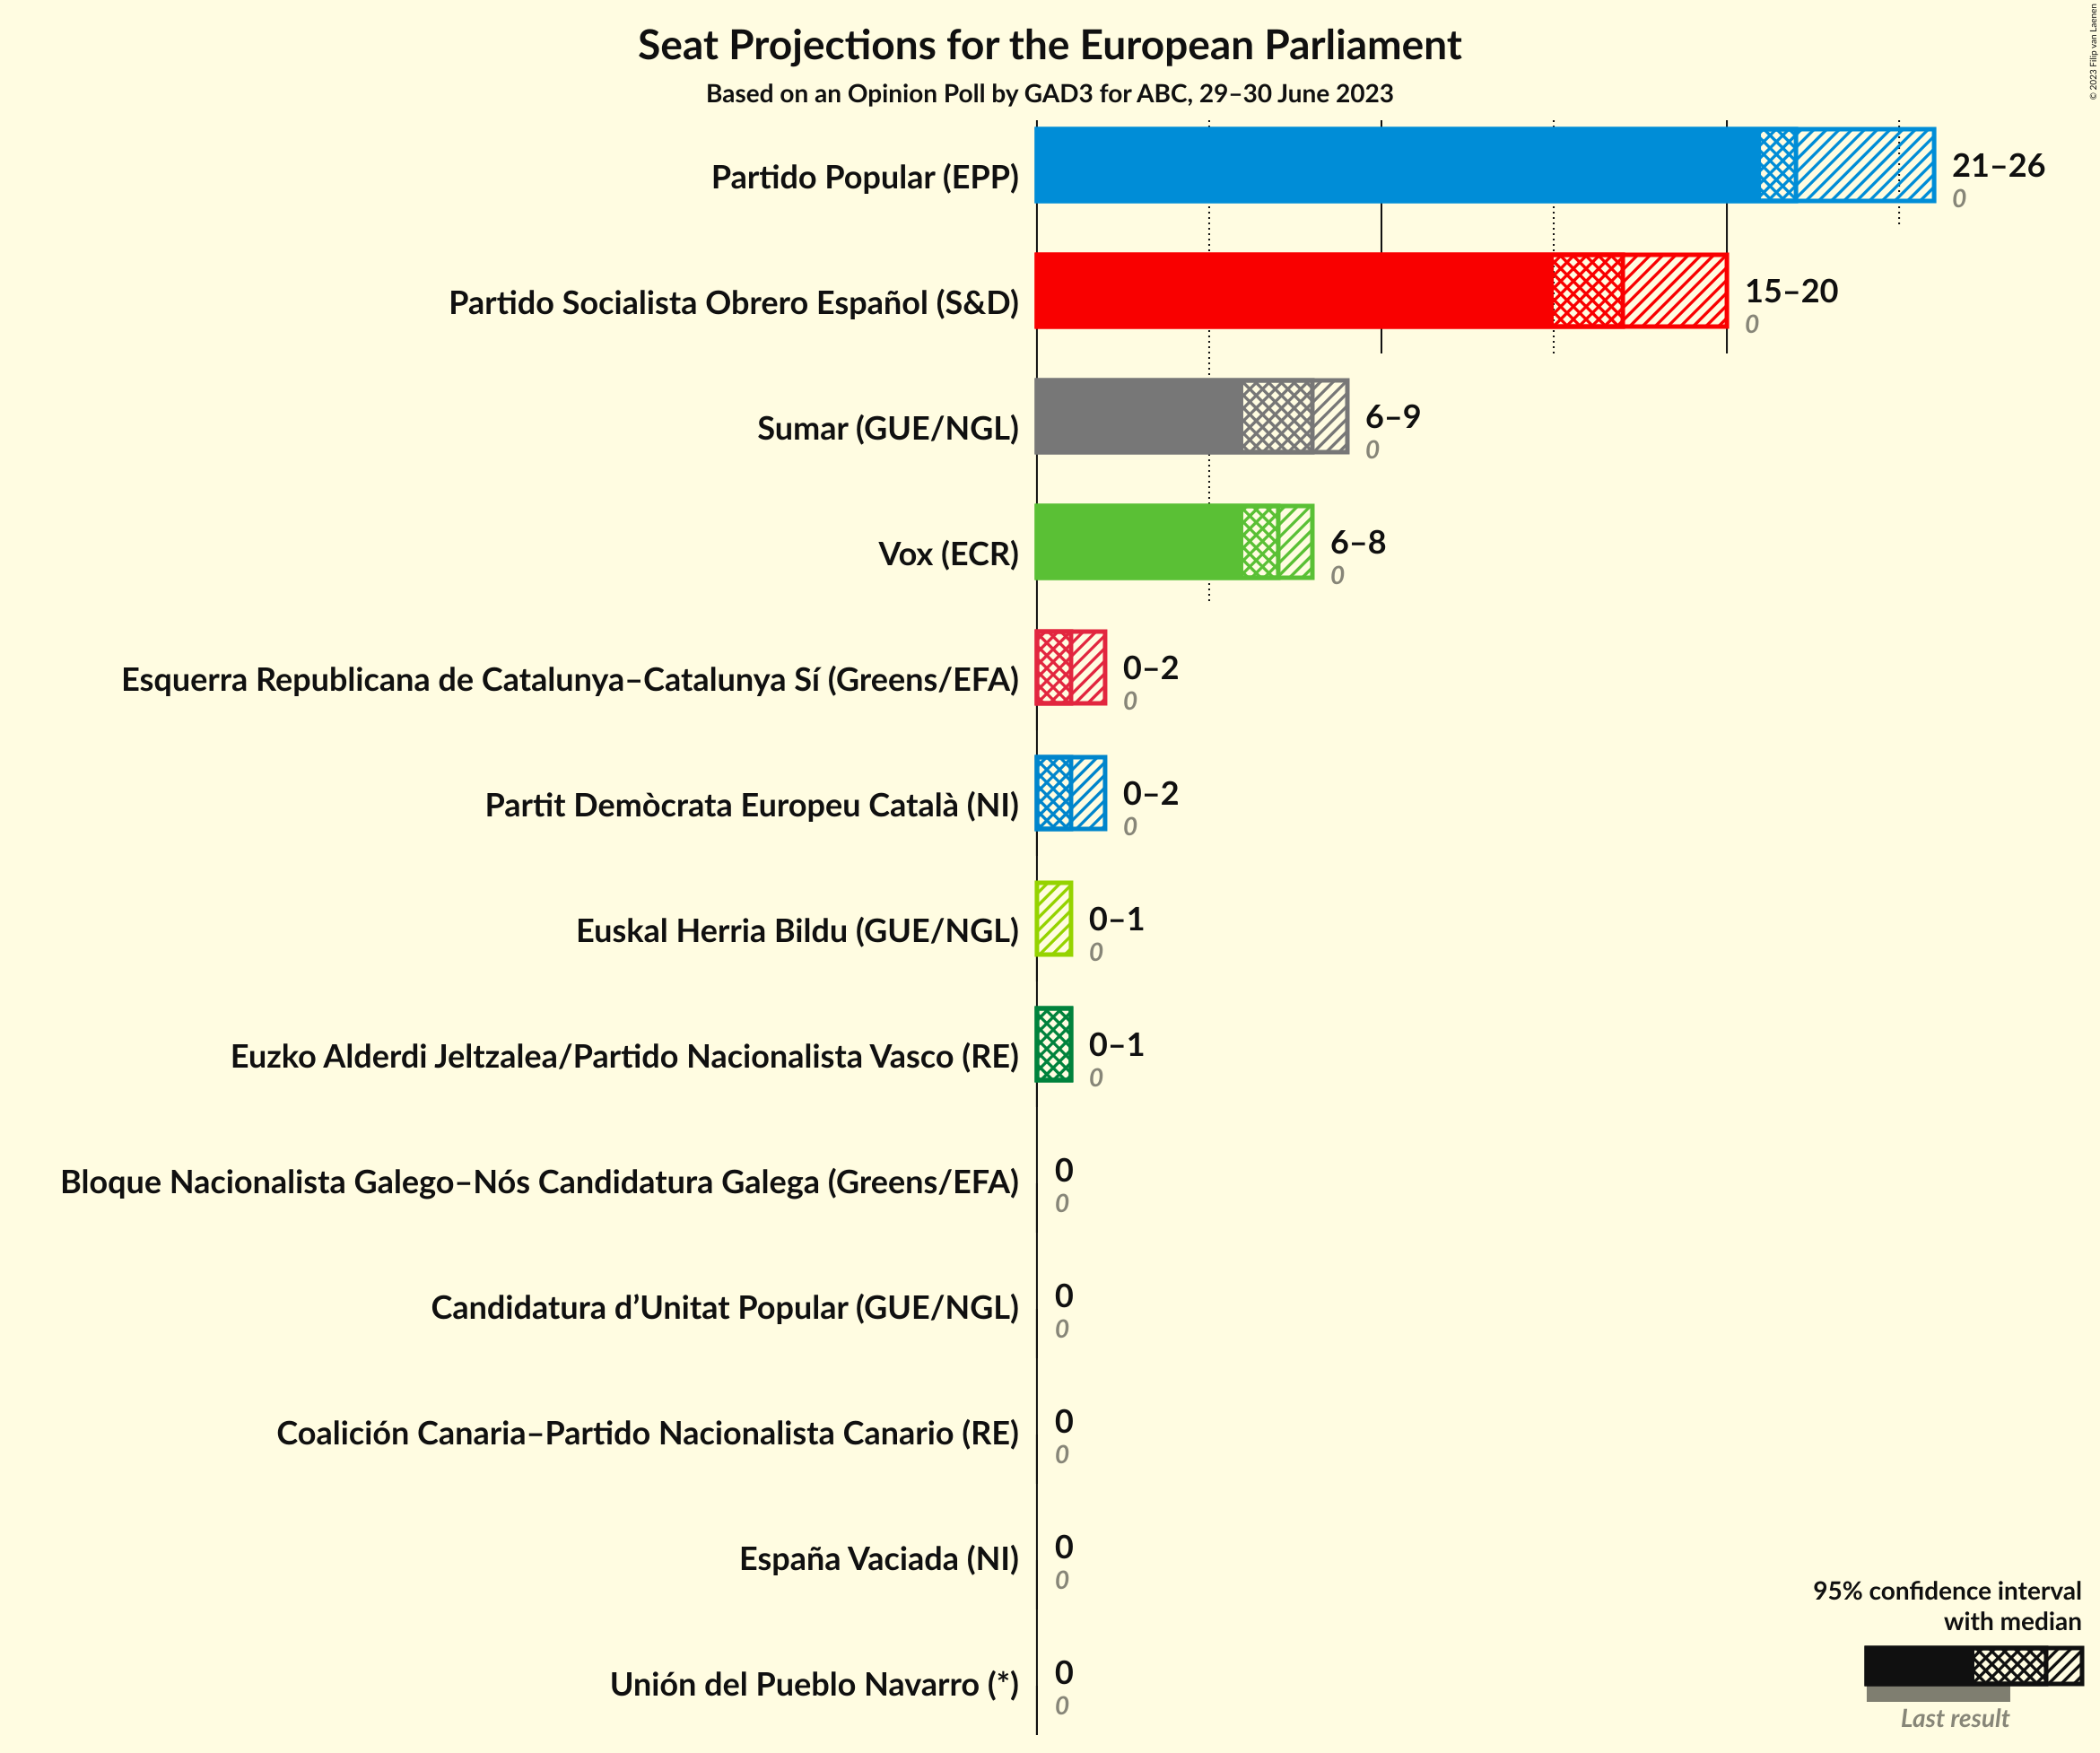 Seat Projections for the European Parliament
Based on an Opinion Poll by GAD3 for ABC, 29–30 June 2023
© 2023 Filip van Laenen
Partido Popular (EPP)
21–26
0
Partido Socialista Obrero Español (S&D)
15–20
0
Sumar (GUE/NGL)
6–9
0
Vox (ECR)
6–8
0
Esquerra Republicana de Catalunya–Catalunya Sí (Greens/EFA)
0–2
0
Partit Demòcrata Europeu Català (NI)
0–2
0
Euskal Herria Bildu (GUE/NGL)
0–1
0
Euzko Alderdi Jeltzalea/Partido Nacionalista Vasco (RE)
0–1
0
Bloque Nacionalista Galego–Nós Candidatura Galega (Greens/EFA)
0
0
Candidatura d’Unitat Popular (GUE/NGL)
0
0
Coalición Canaria–Partido Nacionalista Canario (RE)
0
0
España Vaciada (NI)
0
0
Unión del Pueblo Navarro (*)
0
0
95% confidence interval
with median
Last result